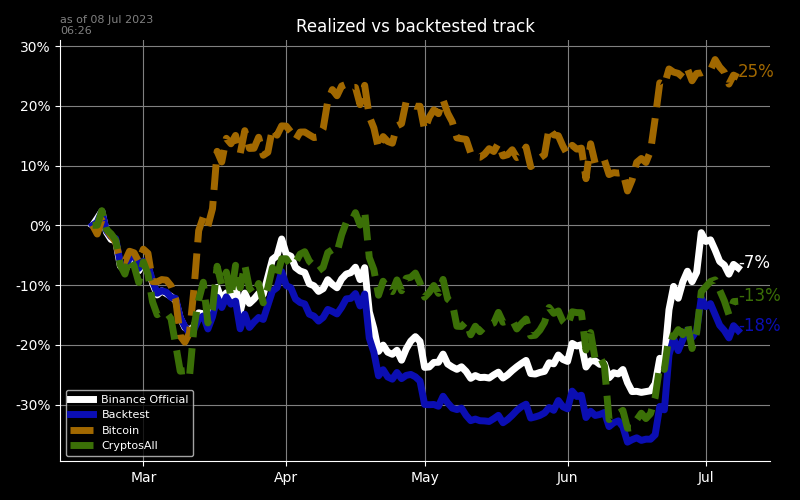 as of 08 Jul 2023
06:26
Realized vs backtested track
30%
20%
10%
0%
-10%
-20%
-30%
25%
-7%
-13%
-18%
Binance Official
Backtest
Bitcoin
CryptosAll
Mar
Apr
May
Jun
Jul